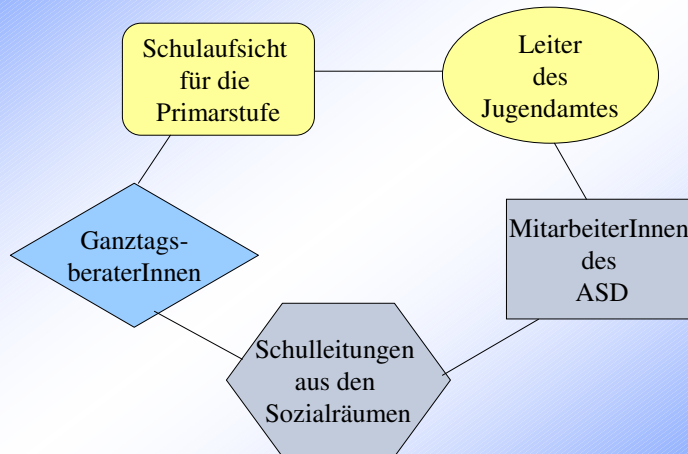 Schulaufsicht
für die
Primarstufe
Leiter
des
Jugendamtes
Ganztags-
beraterInnen
MitarbeiterInnen
des
ASD
Schulleitungen
aus den
Sozialräumen